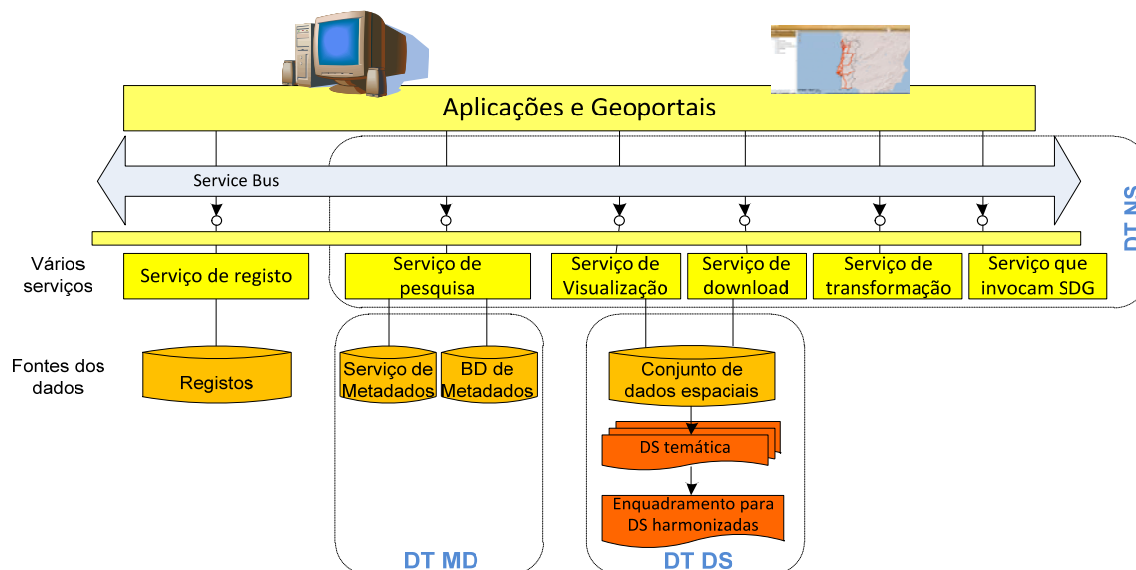 Aplicações e Geoportais
Service Bus
DT NS
Vários
serviços
Serviço de registo
Serviço de
pesquisa
Serviço de
Visualização
Serviço de
download
Serviço de
transformação
Serviço que
invocam SDG
Fontes dos
dados
Registos
Serviço de
Metadados
BD de
Metadados
Conjunto de
dados espaciais
DS temática
Enquadramento para
DS harmonizadas
DT MD
DT DS